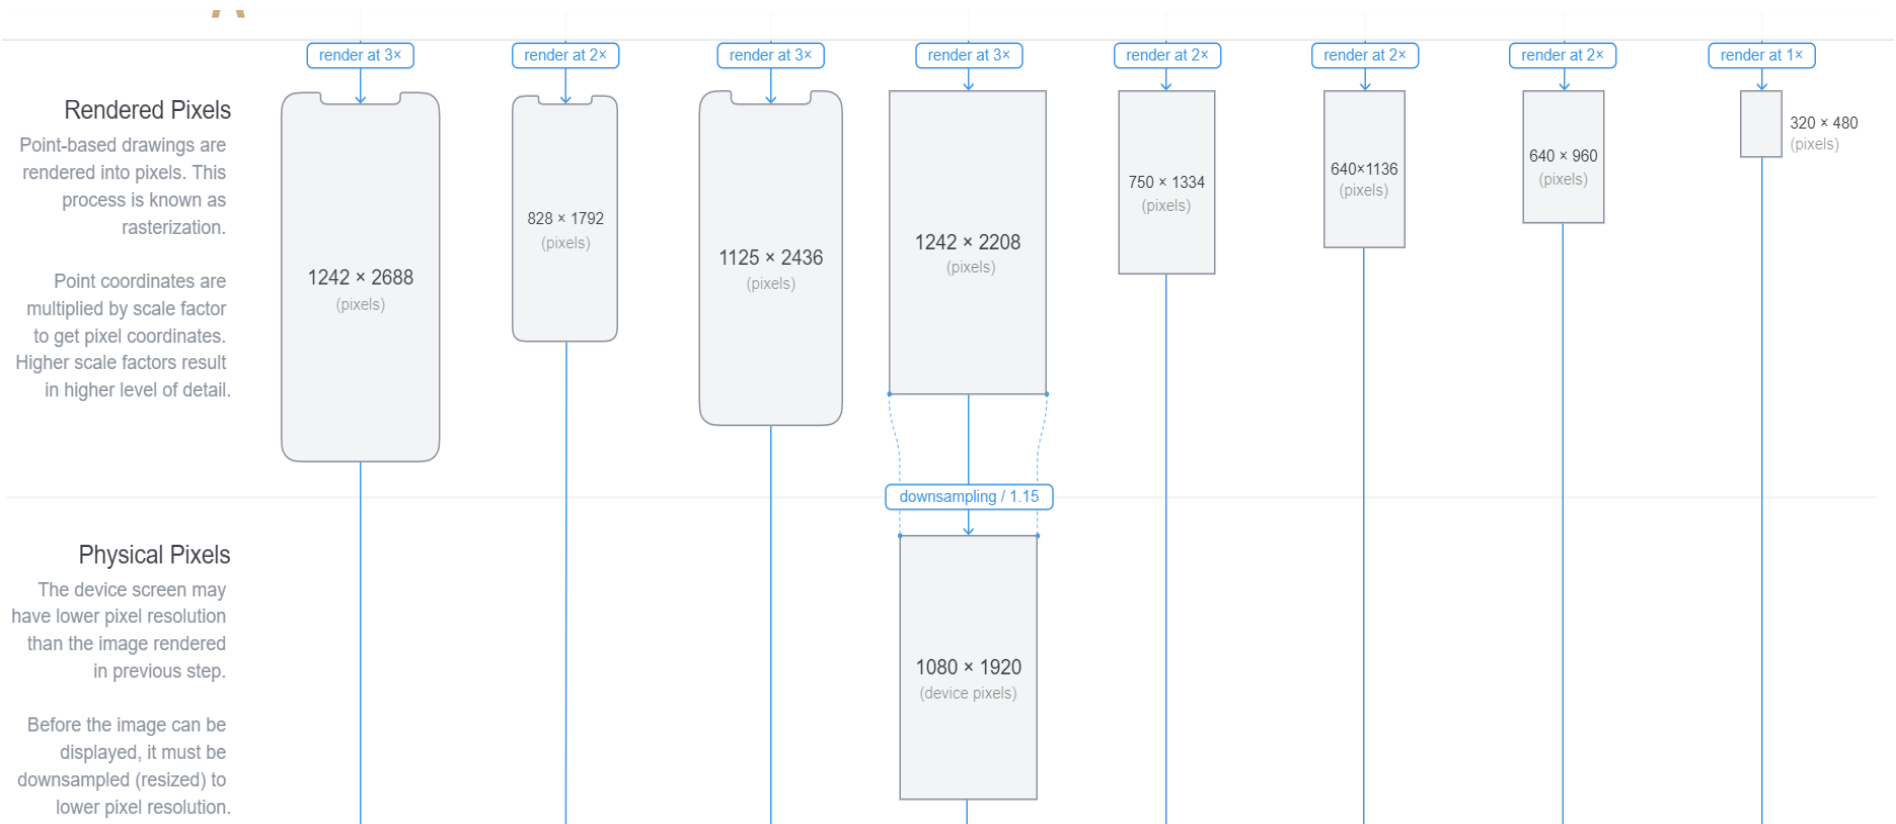 render at 3×
render at 2×
render at 3×
render at 3×
render at 2×
render at 2×
render at 2×
render at 1×
Rendered Pixels
Point-based drawings are
rendered into pixels. This
process is known as
rasterization.
Point coordinates are
multiplied by scale factor
to get pixel coordinates.
Higher scale factors result
in higher level of detail.
1242 × 2688
(pixels)
828 × 1792
(pixels)
1125 × 2436
(pixels)
1242 × 2208
(pixels)
750 × 1334
(pixels)
640×1136
(pixels)
640 × 960
(pixels)
320 × 480
(pixels)
downsampling / 1.15
Physical Pixels
The device screen may
have lower pixel resolution
than the image rendered
in previous step.
Before the image can be
displayed, it must be
downsampled (resized) to
lower pixel resolution.
1080 × 1920
(device pixels)